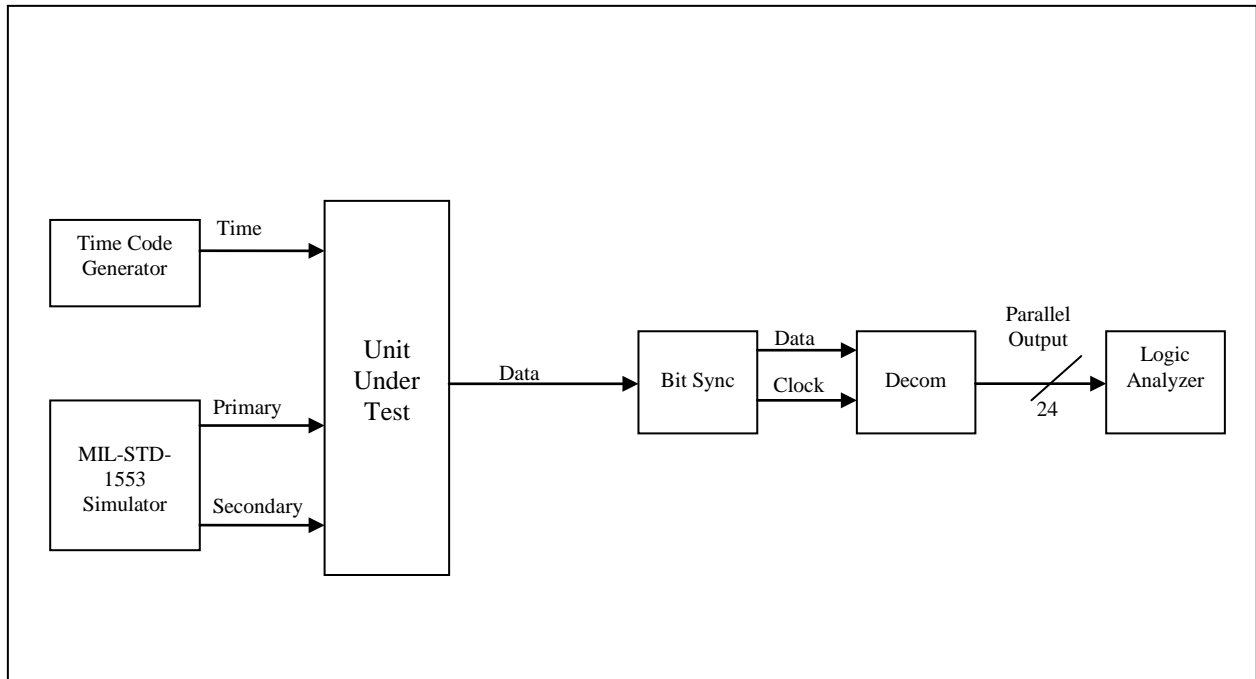 Time Code
Generator
Time
MIL-STD-
1553
Simulator
Primary
Secondary
Unit
Under
Test
Data
Bit Sync
Data
Clock
Decom
Parallel
Output
24
Logic
Analyzer